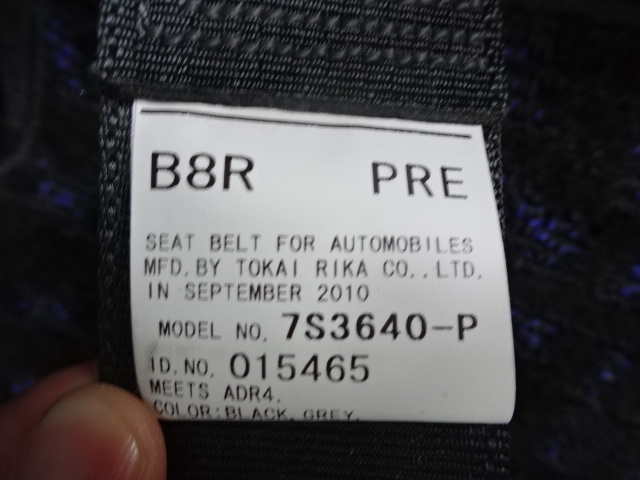 B8R PRE
SEAT BELT FOR AUTOMOBILES
MFD. BY TOKAI RIKA CO.,LTD.
IN SEPTEMBER 2010
MODEL NO. 7S3640-P
ID.NO. 015465
MEETS ADR4.
COLOR:BLACK.GREY.